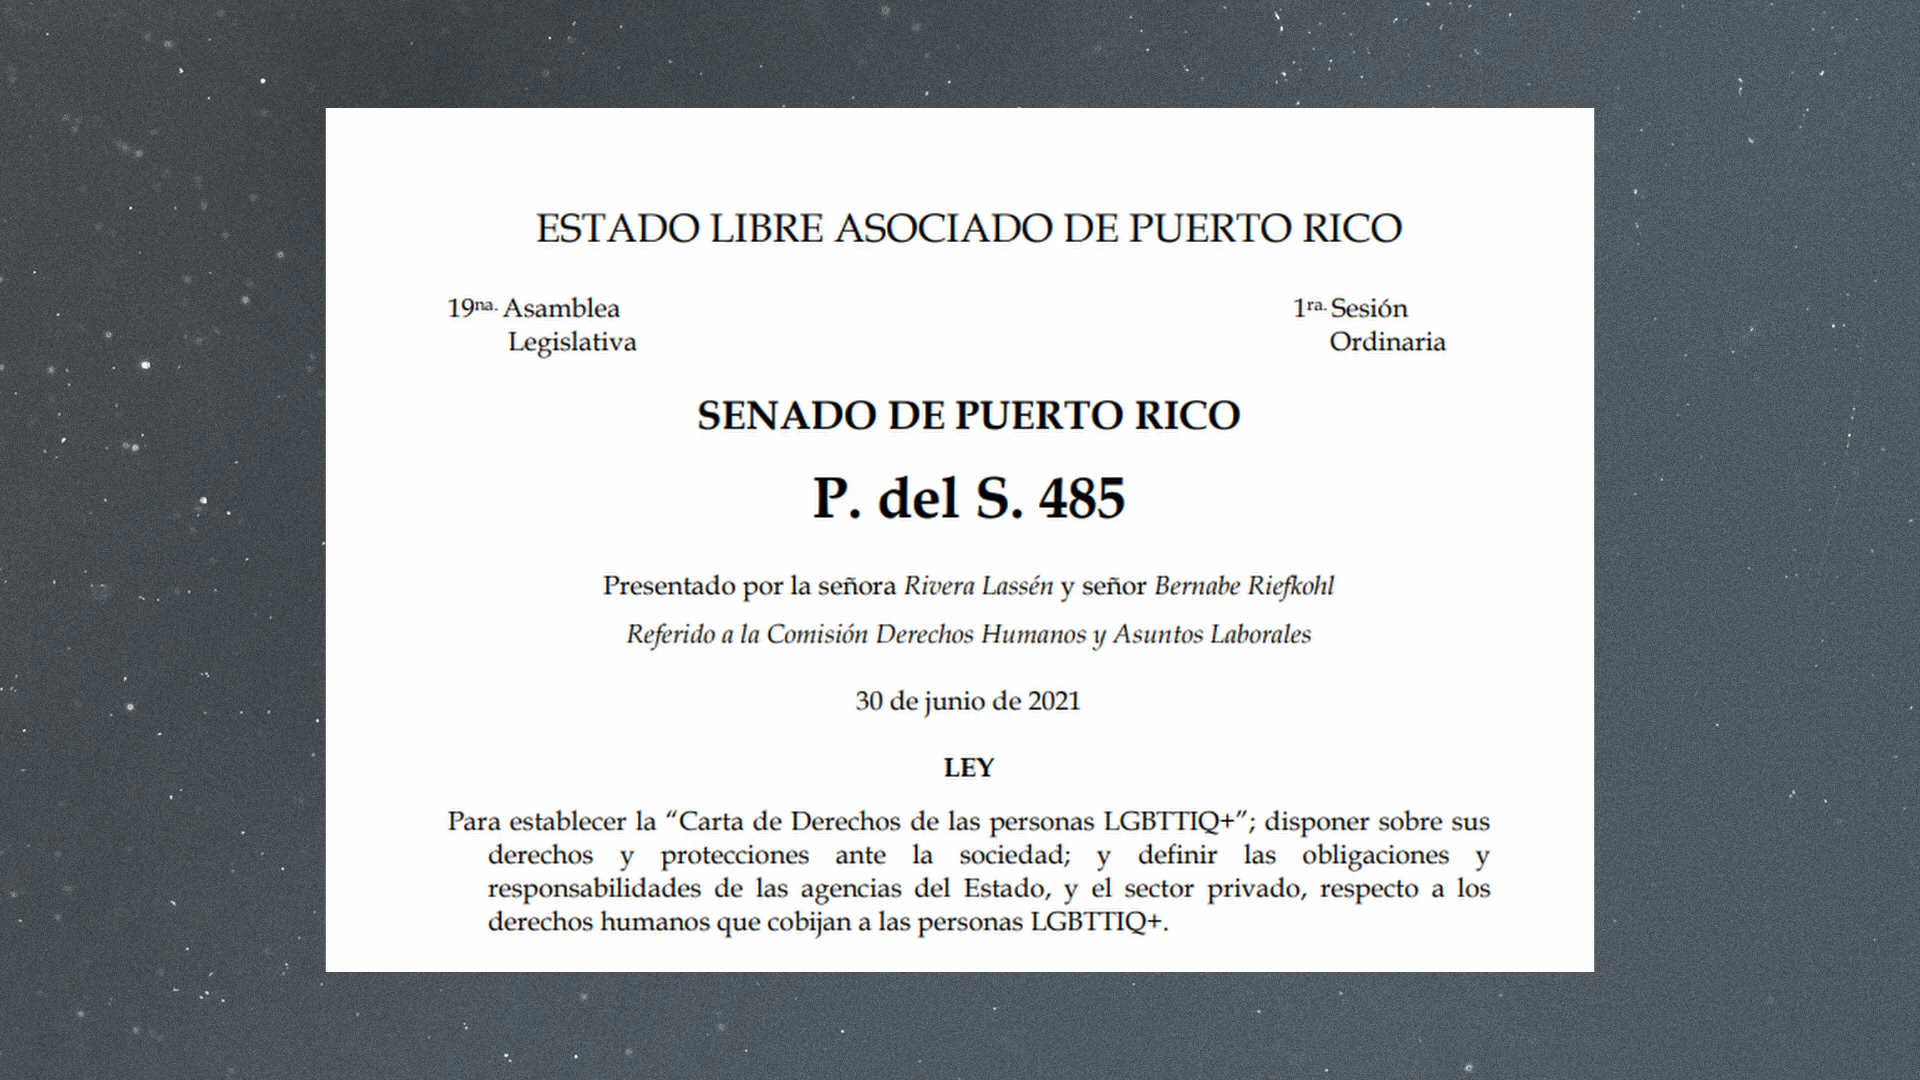 ESTADO LIBRE ASOCIADO DE PUERTO RICO
19na. Asamblea
Legislativa
1ra. Sesión
Ordinaria
SENADO DE PUERTO RICO
P. del S. 485
Presentado por la señora Rivera Lassén y señor Bernabe Riefkohl
Referido a la Comisión Derechos Humanos y Asuntos Laborales
30 de junio de 2021
LEY
Para establecer la “Carta de Derechos de las personas LGBTTIQ+”; disponer sobre sus
derechos y protecciones ante la sociedad; y definir las obligaciones y
responsabilidades de las agencias del Estado, y el sector privado, respecto a los
derechos humanos que cobijan a las personas LGBTTIQ+.